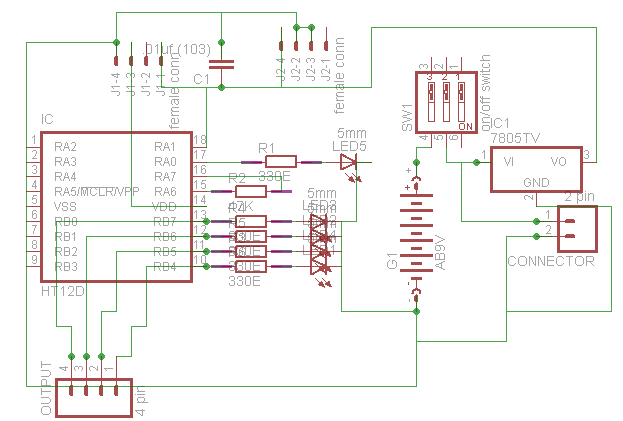 .01uf (103)
C1
J1-4
J1-3
J1-2
J1-1
female conn
J2-4
J2-2
J2-3
J2-1
female conn
SW1
3
2
1
3 2 1
ON
4
5
6
on/off switch
IC1
7805TV
1 VI VO 3
GND
2
2 pin
1
2
CONNECTOR
IC
1 RA2 RA1 18
2 RA3 RA0 17
3 RA4 RA7 16
4 RA5/MCLR/VPP RA6 15
5 VSS VDD 14
6 RB0 RB7 13
7 RB1 RB6 12
8 RB2 RB5 11
9 RB3 RB4 10
HT12D
R1
330E
5mm
LED5
R2
47K
5mm
330E
330E
G1
AB9V
+
+
-
-
OUTPUT
4
3
2
1
4 pin